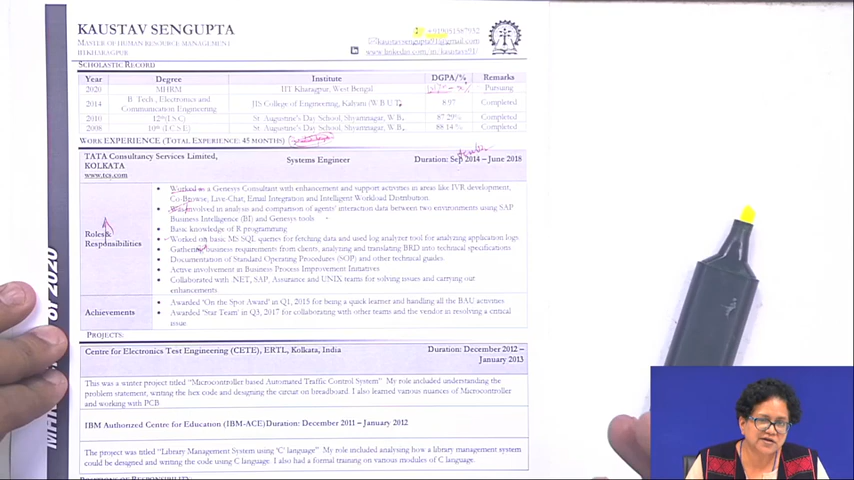 KAUSTAV SENGUPTA
MASTER OF HUMAN RESOURCE MANAGEMENT
IIT KHARAGPUR
kaustavsengupta91@gmail.com
www.linkedin.com/in/kaustav91/
SCHOLASTIC RECORD
Year Degree Institute DGPA/% Remarks
2020 MHRM IIT Kharagpur, West Bengal Pursuing
2014 B. Tech , Electronics and Communication Engineering JIS College of Engineering, Kalyani (W B U T) 8.97 Completed
2010 12th (I.S.C) St. Augustine's Day School, Shyamnagar, W.B. 87.29% Completed
2008 10th (I.C.S.E) St. Augustine's Day School, Shyamnagar, W.B. 88.14% Completed
WORK EXPERIENCE (TOTAL EXPERIENCE: 45 MONTHS)
TATA Consultancy Services Limited, KOLKATA
www.tcs.com
Systems Engineer
Duration: Sep 2014 – June 2018
Roles& Responsibilities
• Worked as a Genesys Consultant with enhancement and support activities in areas like IVR development,
Co-Browse, Live-Chat, Email Integration and Intelligent Workload Distribution.
• Was involved in analysis and comparison of agents' interaction data between two environments using SAP
Business Intelligence (BI) and Genesys tools
• Basic knowledge of R programming
• Worked on basic MS SQL queries for fetching data and used log analyzer tool for analyzing application logs
• Gathering business requirements from clients, analyzing and translating BRD into technical specifications
• Documentation of Standard Operating Procedures (SOP) and other technical guides.
• Active involvement in Business Process Improvement Initiatives
• Collaborated with .NET, SAP, Assurance and UNIX teams for solving issues and carrying out
enhancements
Achievements
• Awarded 'On the Spot Award' in Q1, 2015 for being a quick learner and handling all the BAU activities
• Awarded 'Star Team' in Q3, 2017 for collaborating with other teams and the vendor in resolving a critical
issue
PROJECTS:
Centre for Electronics Test Engineering (CETE), ERTL, Kolkata, India
Duration: December 2012 – January 2013
This was a winter project titled "Microcontroller based Automated Traffic Control System" My role included understanding the
problem statement, writing the hex code and designing the circuit on breadboard. I also learned various nuances of Microcontroller
and working with PCB
IBM Authorized Centre for Education (IBM-ACE)Duration: December 2011 – January 2012
The project was titled "Library Management System using 'C' language" My role included analysing how a library management system
could be designed and writing the code using C language. I also had a formal training on various modules of C language.
POSITIONS OF RESPONSIBILITY:
2020